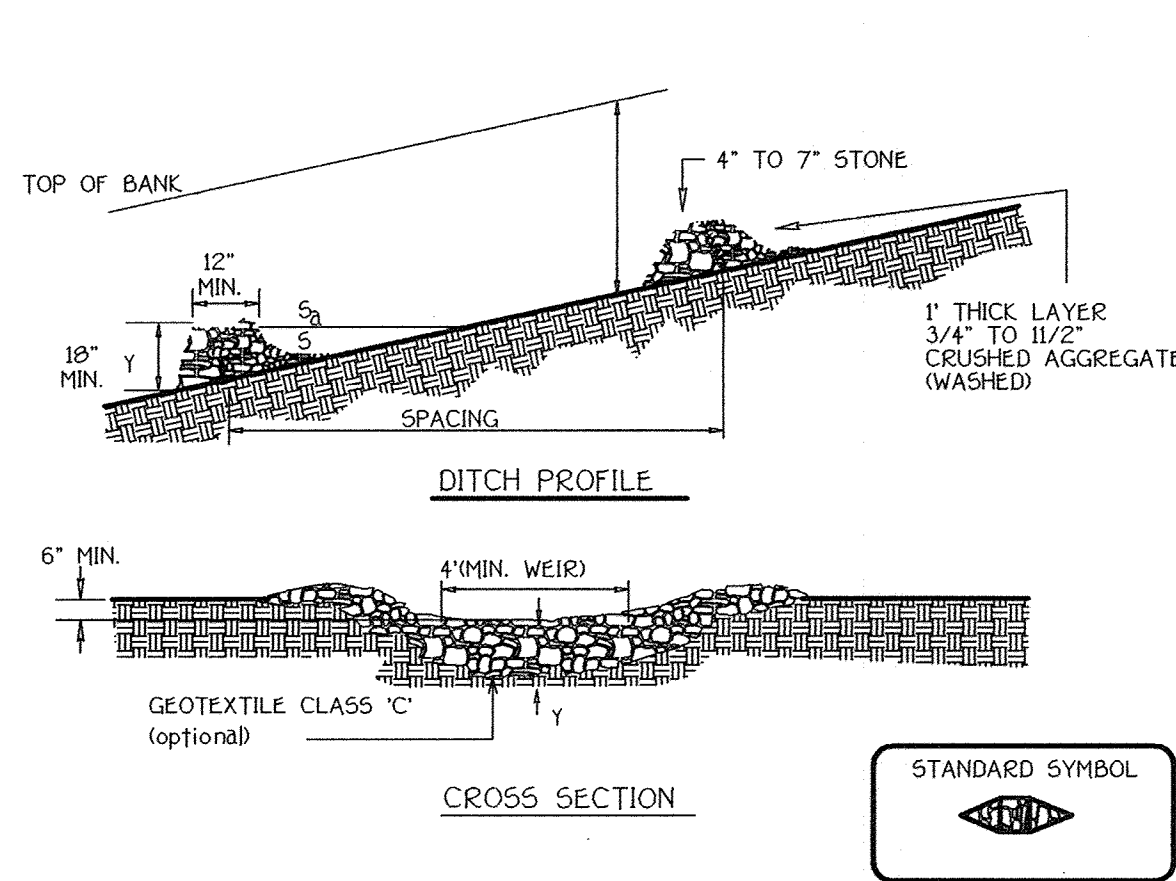 TOP OF BANK
4" TO 7" STONE
12"
MIN.
Sa
S
18"
MIN.
Y
1' THICK LAYER
3/4" TO 11/2"
CRUSHED AGGREGATE
(WASHED)
SPACING
DITCH PROFILE
6" MIN.
4'(MIN. WEIR)
GEOTEXTILE CLASS 'C'
(optional)
Y
CROSS SECTION
STANDARD SYMBOL